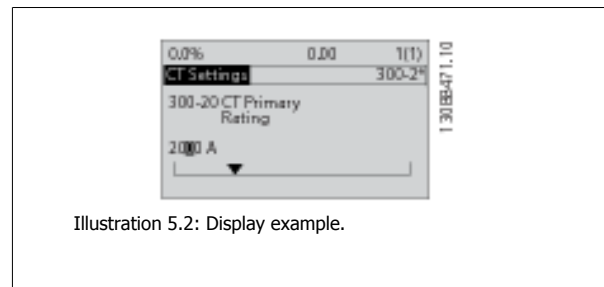 0.0% 0.00 1(1)
CT Settings 300-2*
300-20 CT Primary
Rating
A
130BB471.10
Illustration 5.2: Display example.